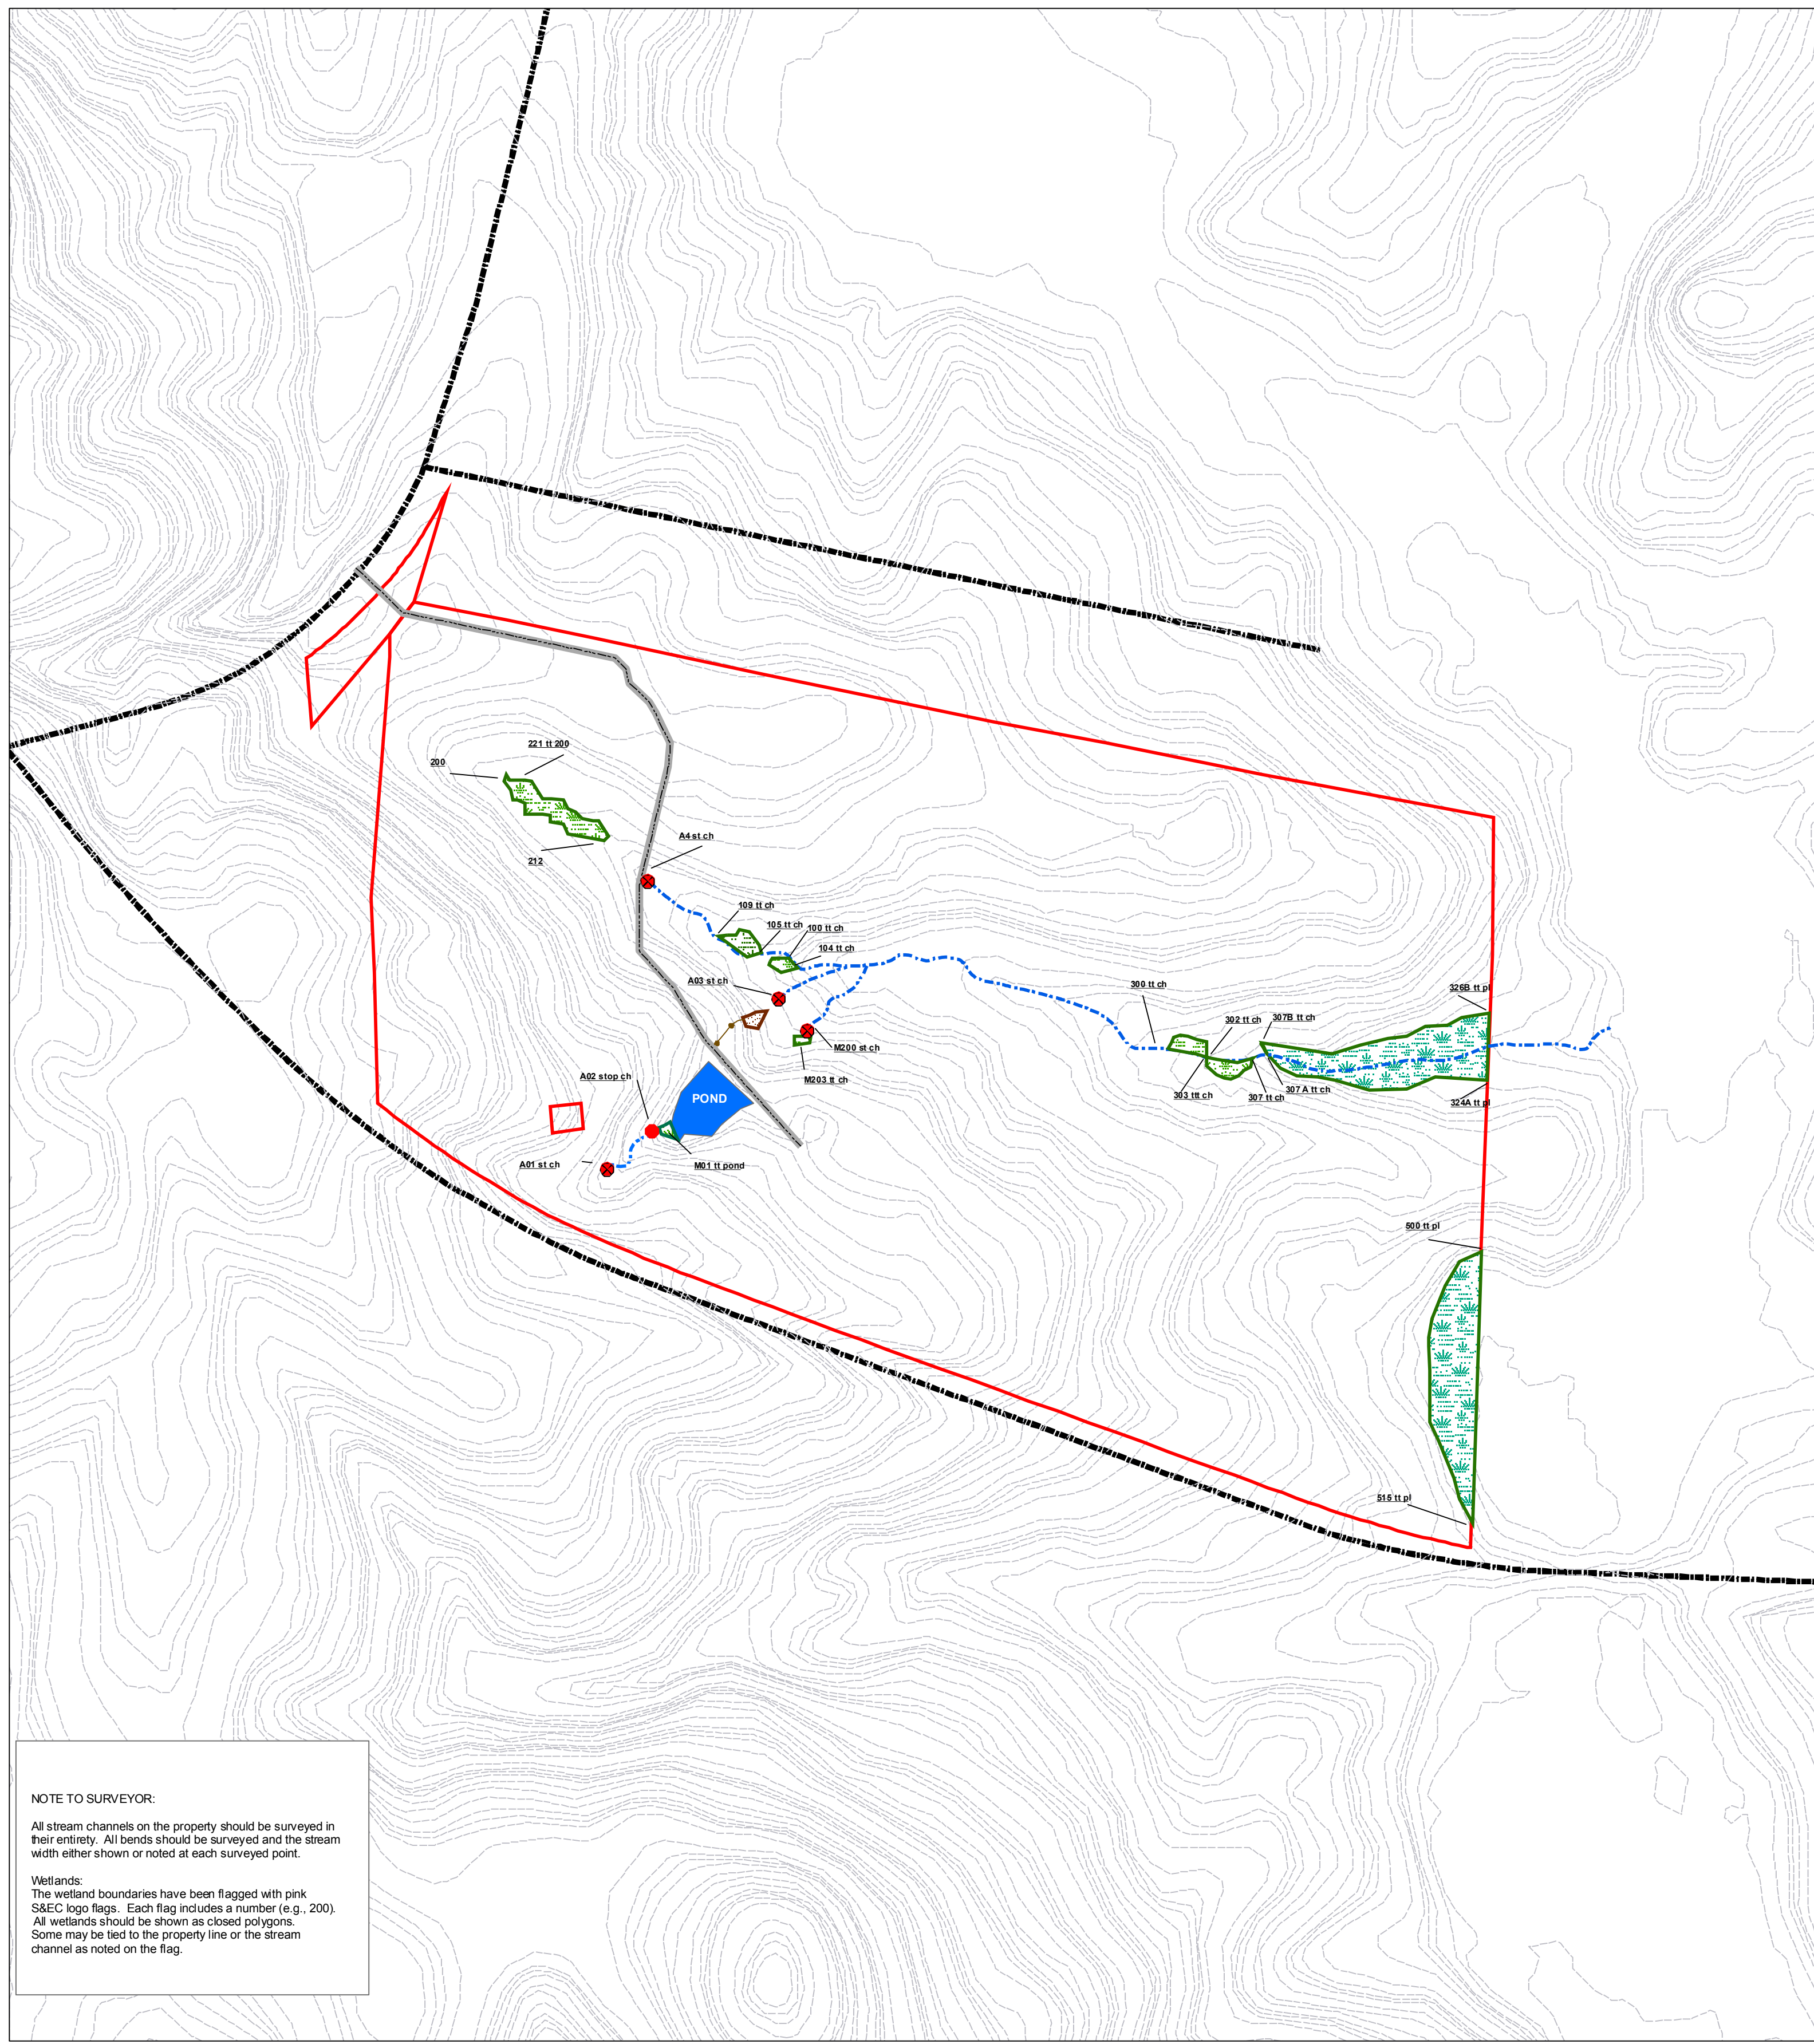 221 tt 200
200
212
A4 st ch
109 tt ch
105 tt ch
100 tt ch
104 tt ch
A03 st ch
300 tt ch
326B tt pl
302 tt ch
307B tt ch
M200 st ch
M203 tt ch
A02 stop ch
303 ttt ch
307 tt ch
307 A tt ch
324A tt pl
POND
A01 st ch
M01 tt pond
500 tt pl
515 tt pl
NOTE TO SURVEYOR:
All stream channels on the property should be surveyed in
their entirety. All bends should be surveyed and the stream
width either shown or noted at each surveyed point.
Wetlands:
The wetland boundaries have been flagged with pink
S&EC logo flags. Each flag includes a number (e.g., 200).
All wetlands should be shown as closed polygons.
Some may be tied to the property line or the stream
channel as noted on the flag.